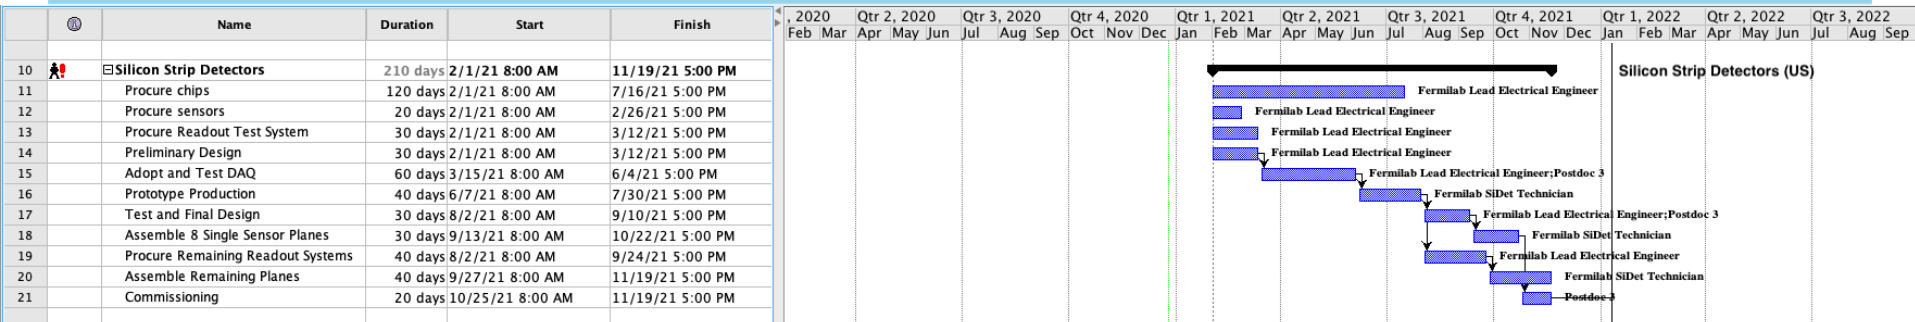 Name Duration Start Finish , 2020 Qtr 2, 2020 Qtr 3, 2020 Qtr 4, 2020 Qtr 1, 2021 Qtr 2, 2021 Qtr 3, 2021 Qtr 4, 2021 Qtr 1, 2022 Qtr 2, 2022 Qtr 3, 2022
Feb Mar Apr May Jun Jul Aug Sep Oct Nov Dec Jan Feb Mar Apr May Jun Jul Aug Sep Oct Nov Dec Jan Feb Mar Apr May Jun Jul Aug Sep
10 Silicon Strip Detectors 210 days 2/1/21 8:00 AM 11/19/21 5:00 PM Silicon Strip Detectors (US)
11 Procure chips 120 days 2/1/21 8:00 AM 7/16/21 5:00 PM Fermilab Lead Electrical Engineer
12 Procure sensors 20 days 2/1/21 8:00 AM 2/26/21 5:00 PM Fermilab Lead Electrical Engineer
13 Procure Readout Test System 30 days 2/1/21 8:00 AM 3/12/21 5:00 PM Fermilab Lead Electrical Engineer
14 Preliminary Design 30 days 2/1/21 8:00 AM 3/12/21 5:00 PM Fermilab Lead Electrical Engineer
15 Adopt and Test DAQ 60 days 3/15/21 8:00 AM 6/4/21 5:00 PM Fermilab Lead Electrical Engineer;Postdoc 3
16 Prototype Production 40 days 6/7/21 8:00 AM 7/30/21 5:00 PM Fermilab SiDet Technician
17 Test and Final Design 30 days 8/2/21 8:00 AM 9/10/21 5:00 PM Fermilab Lead Electrical Engineer;Postdoc 3
18 Assemble 8 Single Sensor Planes 30 days 9/13/21 8:00 AM 10/22/21 5:00 PM Fermilab SiDet Technician
19 Procure Remaining Readout Systems 40 days 8/2/21 8:00 AM 9/24/21 5:00 PM Fermilab Lead Electrical Engineer
20 Assemble Remaining Planes 40 days 9/27/21 8:00 AM 11/19/21 5:00 PM Fermilab SiDet Technician
21 Commissioning 20 days 10/25/21 8:00 AM 11/19/21 5:00 PM Postdoc 3